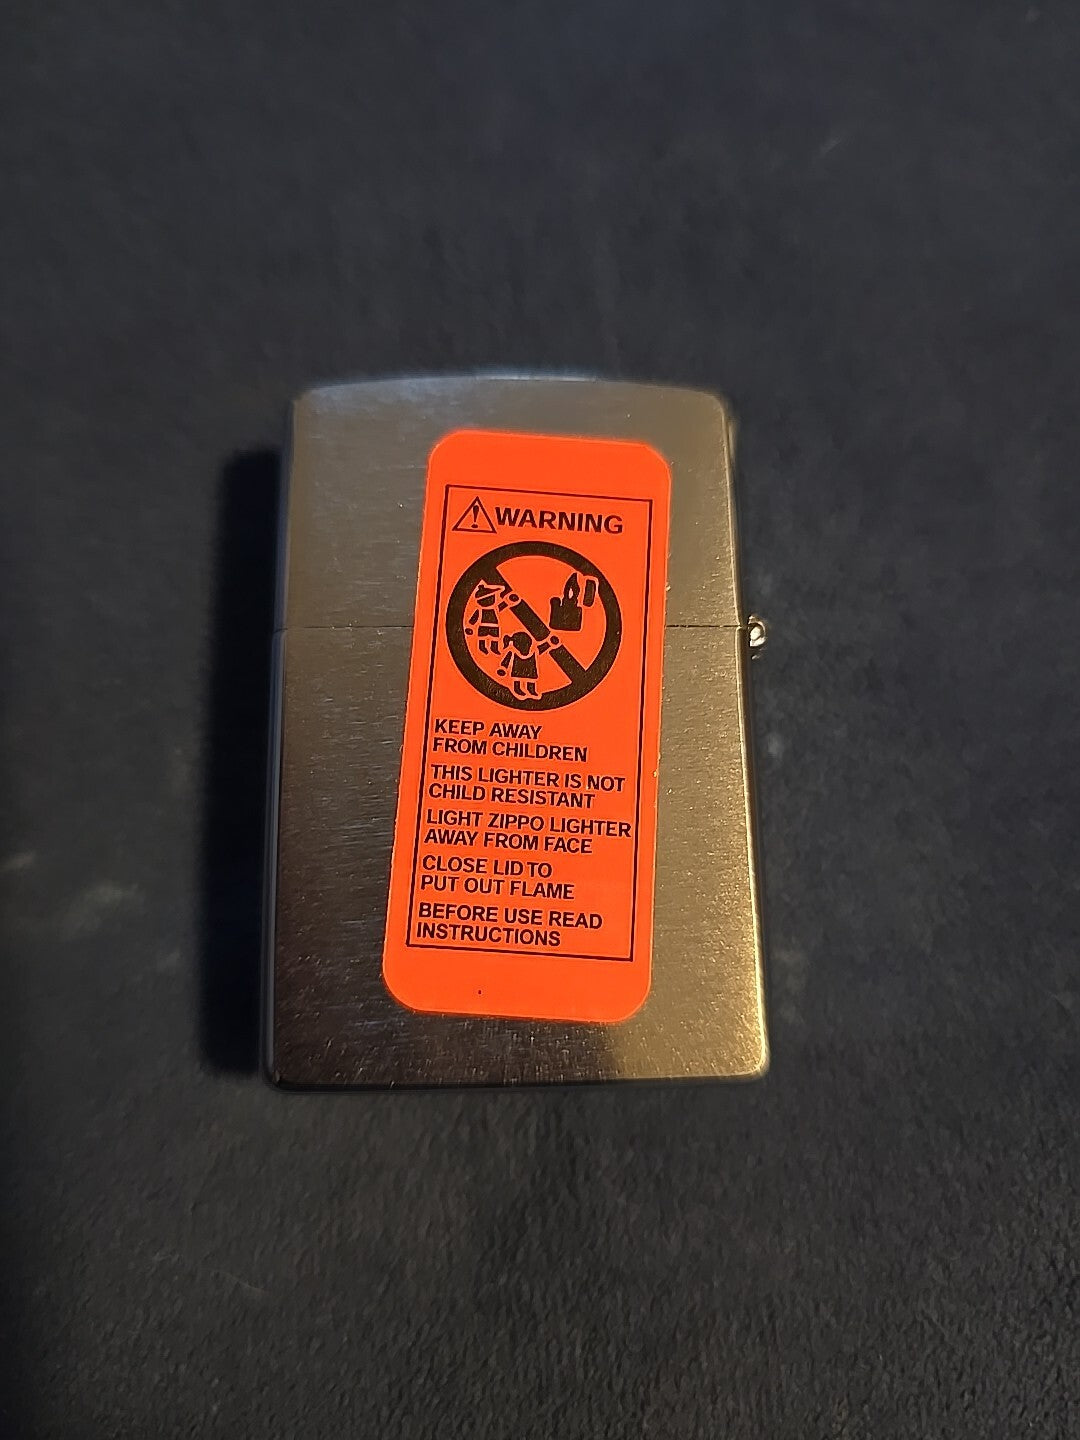 WARNING
KEEP AWAY
FROM CHILDREN
THIS LIGHTER IS NOT
CHILD RESISTANT
LIGHT ZIPPO LIGHTER
AWAY FROM FACE
CLOSE LID TO
PUT OUT FLAME
BEFORE USE READ
INSTRUCTIONS